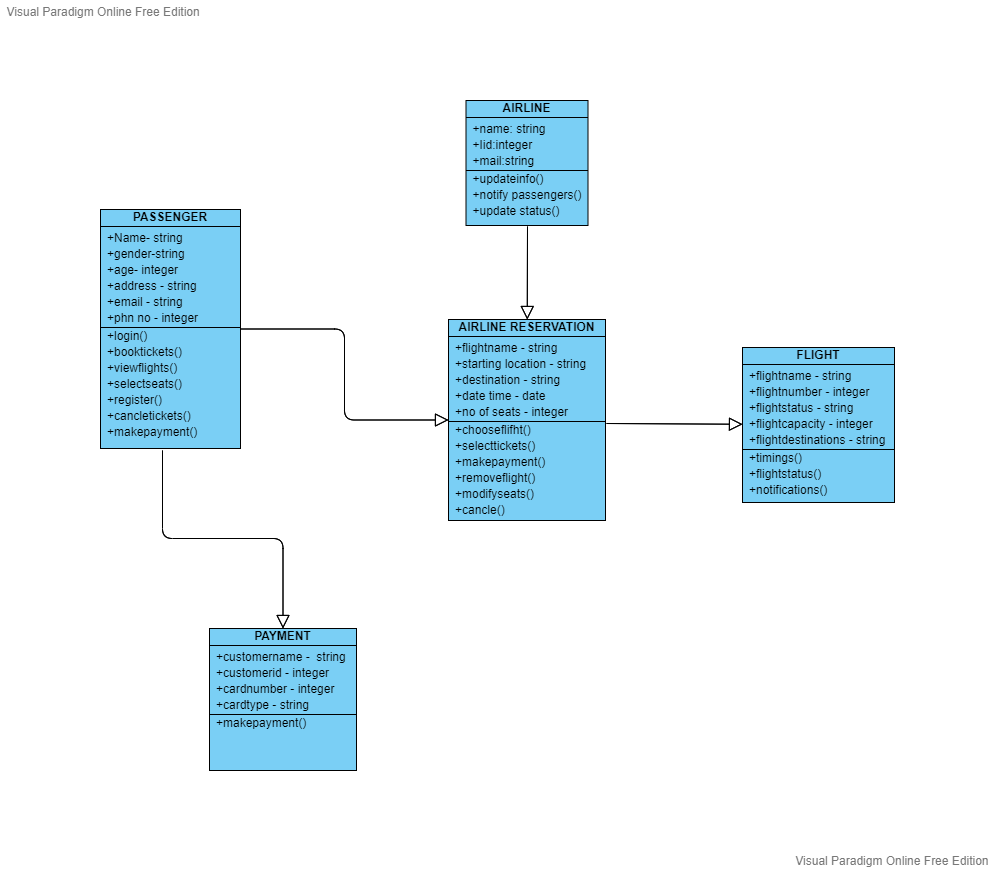 Visual Paradigm Online Free Edition
AIRLINE
+name: string
+Iid:integer
+mail:string
+updateinfo()
+notify passengers()
+update status()
PASSENGER
+Name- string
+gender-string
+age- integer
+address - string
+email - string
+phn no - integer
+login()
+booktickets()
+viewflights()
+selectseats()
+register()
+cancletickets()
+makepayment()
AIRLINE RESERVATION
+flightname - string
+starting location - string
+destination - string
+date time - date
+no of seats - integer
+chooseflifht()
+selecttickets()
+makepayment()
+removeflight()
+modifyseats()
+cancle()
FLIGHT
+flightname - string
+flightnumber - integer
+flightstatus - string
+flightcapacity - integer
+flightdestinations - string
+timings()
+flightstatus()
+notifications()
PAYMENT
+customername -  string
+customerid - integer
+cardnumber - integer
+cardtype - string
+makepayment()
Visual Paradigm Online Free Edition